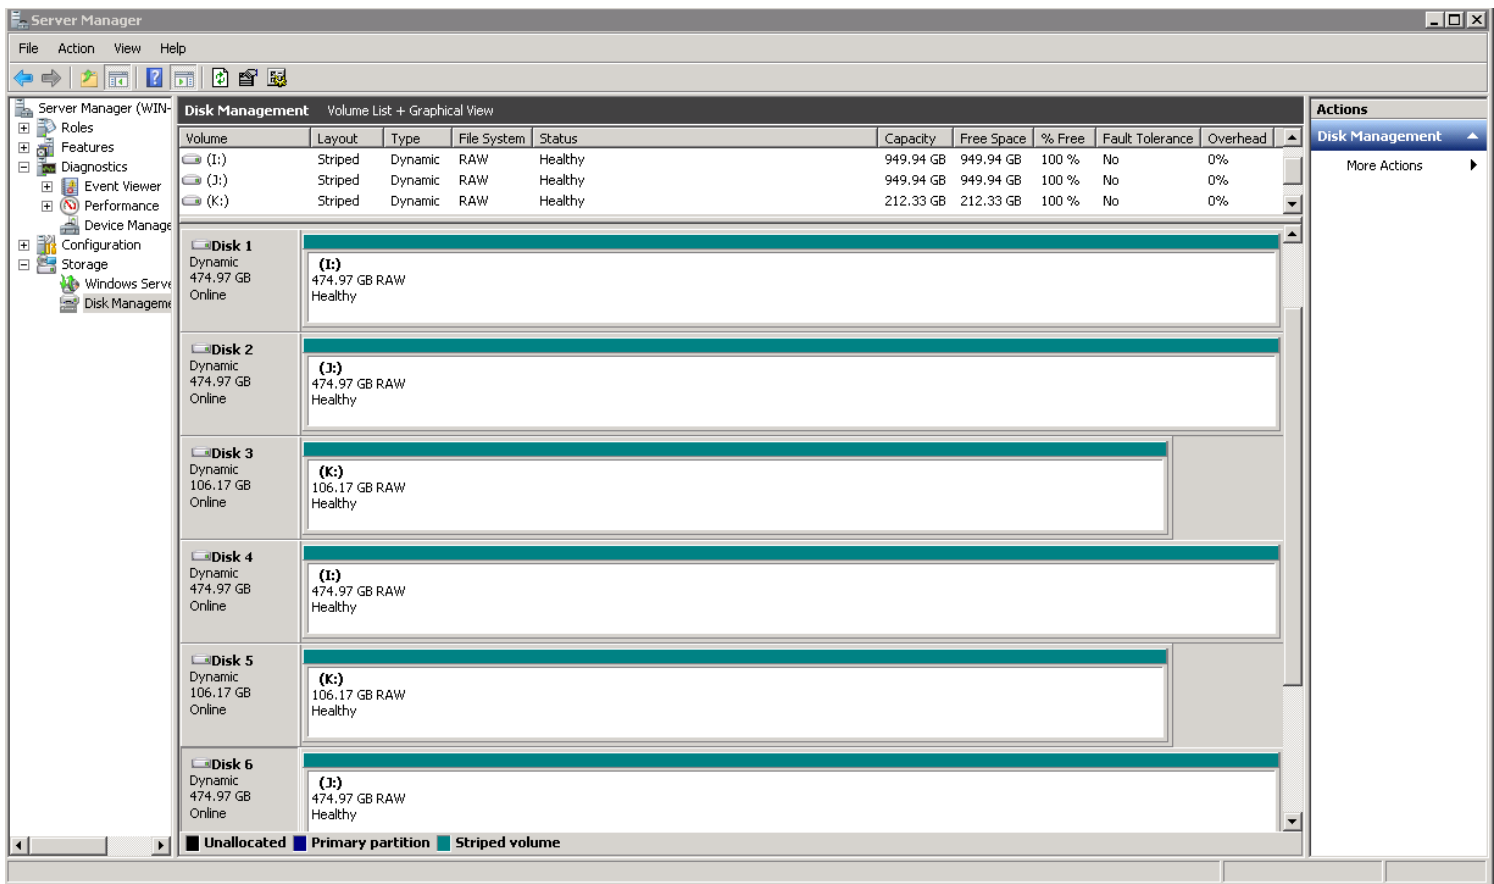 Server Manager
File Action View Help
Server Manager (WIN-
Roles
Features
Diagnostics
Event Viewer
Performance
Device Manage
Configuration
Storage
Windows Serve
Disk Manageme
Disk Management Volume List + Graphical View
Volume Layout Type File System Status Capacity Free Space % Free Fault Tolerance Overhead
(I:) Striped Dynamic RAW Healthy 949.94 GB 949.94 GB 100 % No 0%
(J:) Striped Dynamic RAW Healthy 949.94 GB 949.94 GB 100 % No 0%
(K:) Striped Dynamic RAW Healthy 212.33 GB 212.33 GB 100 % No 0%
Disk 1
Dynamic
474.97 GB
Online
(I:)
474.97 GB RAW
Healthy
Disk 2
Dynamic
474.97 GB
Online
(J:)
474.97 GB RAW
Healthy
Disk 3
Dynamic
106.17 GB
Online
(K:)
106.17 GB RAW
Healthy
Disk 4
Dynamic
474.97 GB
Online
(I:)
474.97 GB RAW
Healthy
Disk 5
Dynamic
106.17 GB
Online
(K:)
106.17 GB RAW
Healthy
Disk 6
Dynamic
474.97 GB
Online
(J:)
474.97 GB RAW
Healthy
Unallocated Primary partition Striped volume
Actions
Disk Management
More Actions